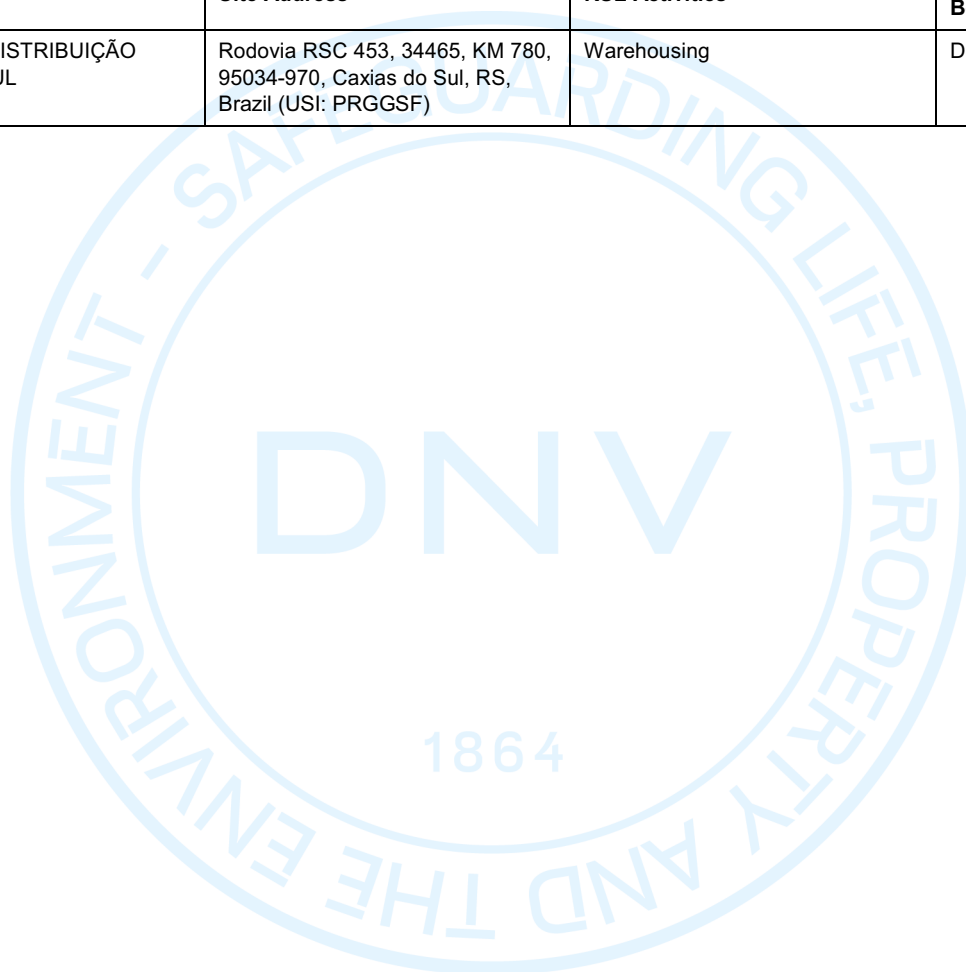 ISTRIBUIÇÃO
UL
Rodovia RSC 453, 34465, KM 780,
95034-970, Caxias do Sul, RS,
Brazil (USI: PRGGSF)
Warehousing
B
D
SAFEGUARDING LIFE, PROPERTY AND THE ENVIRONMENT -
DNV
1864